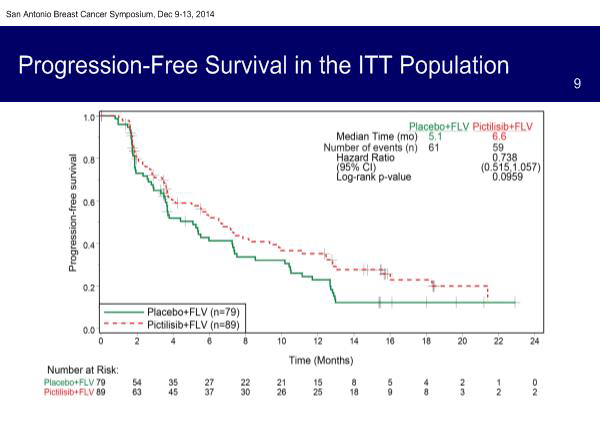 San Antonio Breast Cancer Symposium, Dec 9-13, 2014
Progression-Free Survival in the ITT Population
9
Placebo+FLV Pictilisib+FLV
Median Time (mo) 5.1 6.6
Number of events (n) 61 59
Hazard Ratio 0.738
(95% CI) (0.515,1.057)
Log-rank p-value 0.0959
Progression-free survival
1.0
0.8
0.6
0.4
0.2
0.0
Placebo+FLV (n=79)
Pictilisib+FLV (n=89)
0 2 4 6 8 10 12 14 16 18 20 22 24
Time (Months)
Number at Risk:
Placebo+FLV 79 54 35 27 22 21 15 8 5 4 2 1 0
Pictilisib+FLV 89 63 45 37 30 26 25 18 9 8 3 2 2